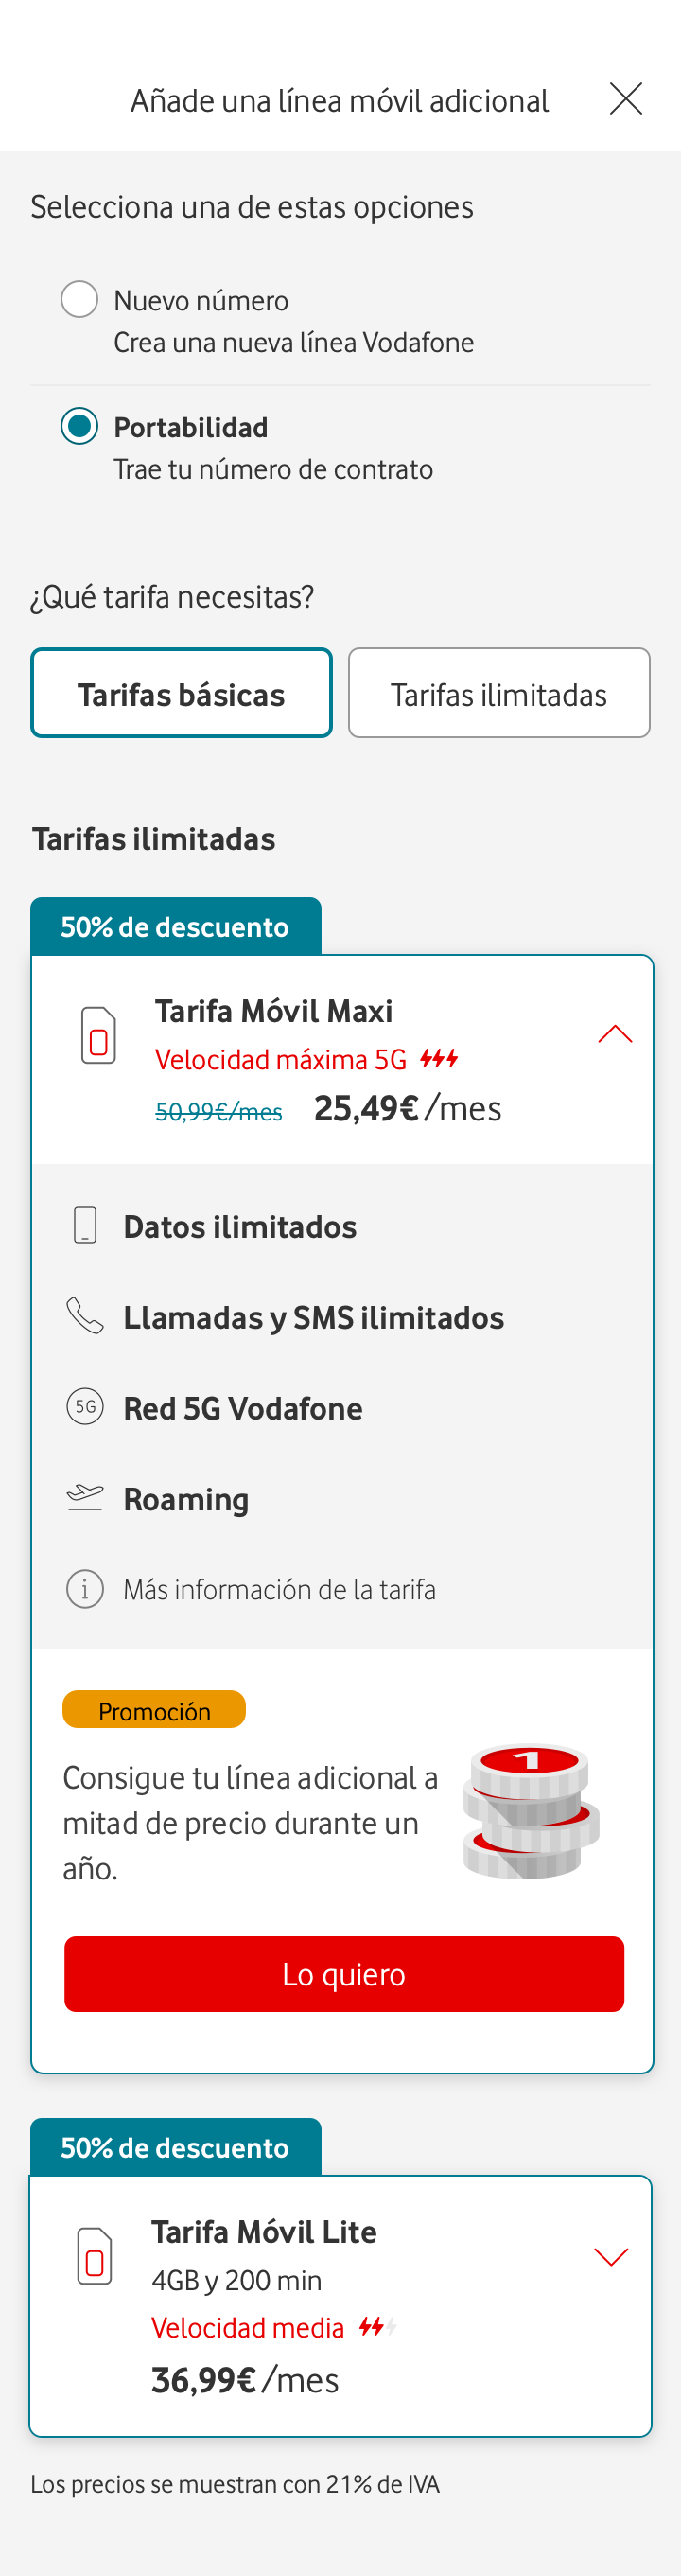 Añade una línea móvil adicional
Selecciona una de estas opciones
Nuevo número
Crea una nueva línea Vodafone
Portabilidad
Trae tu número de contrato
¿Qué tarifa necesitas?
Tarifas básicas
Tarifas ilimitadas
Tarifas ilimitadas
50% de descuento
Tarifa Móvil Maxi
Velocidad máxima 5G
50,99€/mes 25,49€/mes
Datos ilimitados
Llamadas y SMS ilimitados
5G Red 5G Vodafone
Roaming
i Más información de la tarifa
Promoción
Consigue tu línea adicional a
mitad de precio durante un
año.
1
Lo quiero
50% de descuento
Tarifa Móvil Lite
4GB y 200 min
Velocidad media
36,99€/mes
Los precios se muestran con 21% de IVA